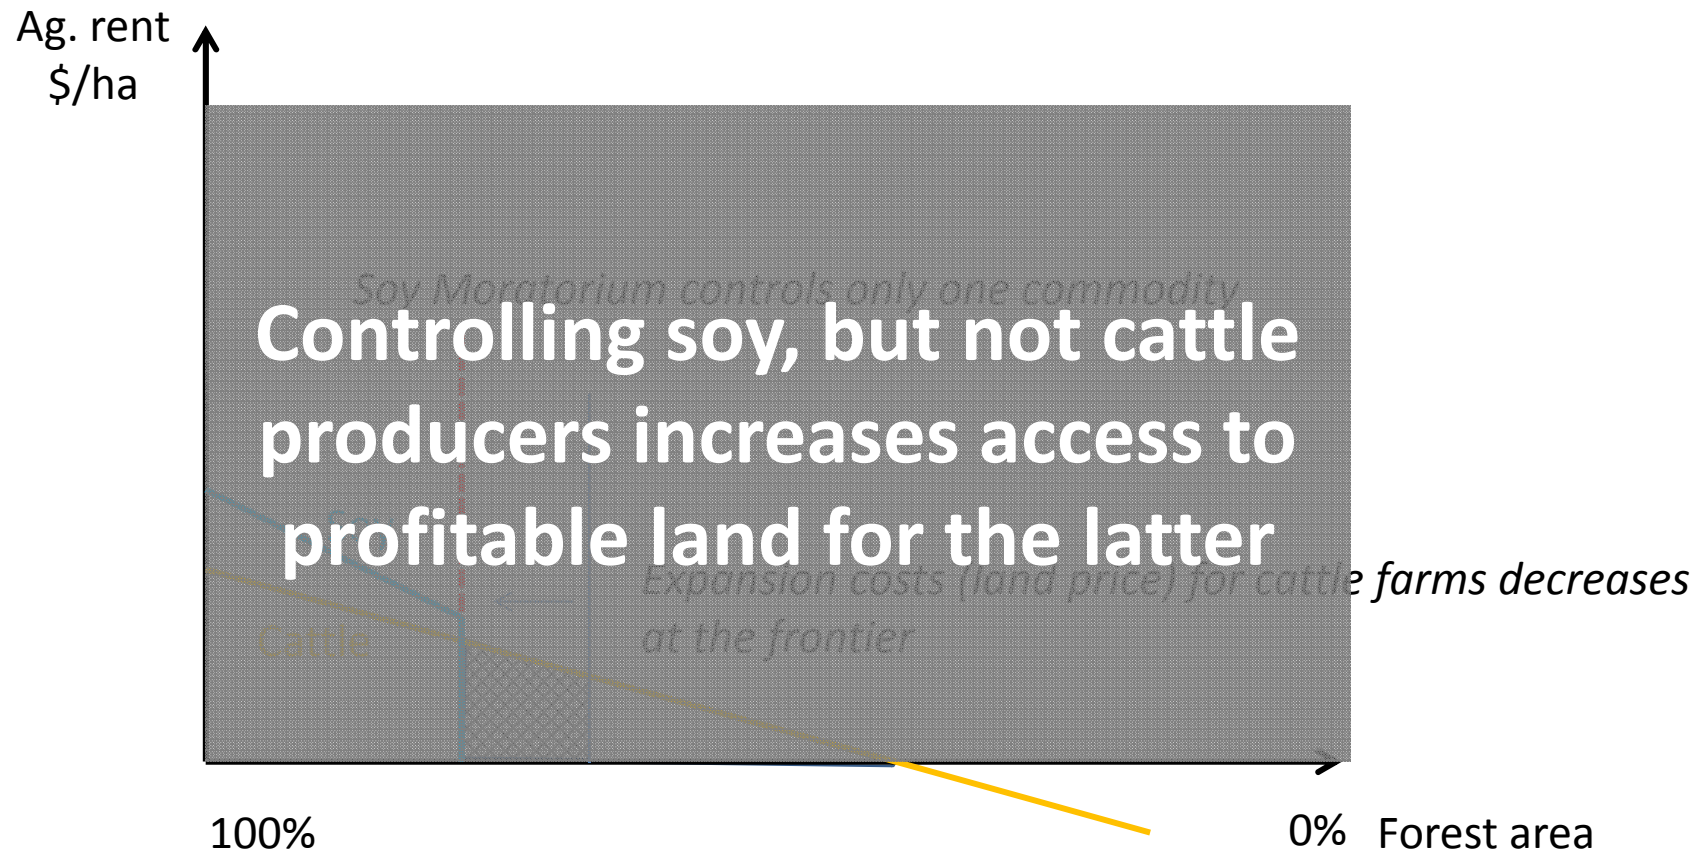 Ag. rent
$/ha
Soy Moratorium controls only one commodity
Controlling soy, but not cattle
producers increases access to
profitable land for the latter
Soy
Expansion costs (land price) for cattle farms decreases
at the frontier
Cattle
100%
0% Forest area